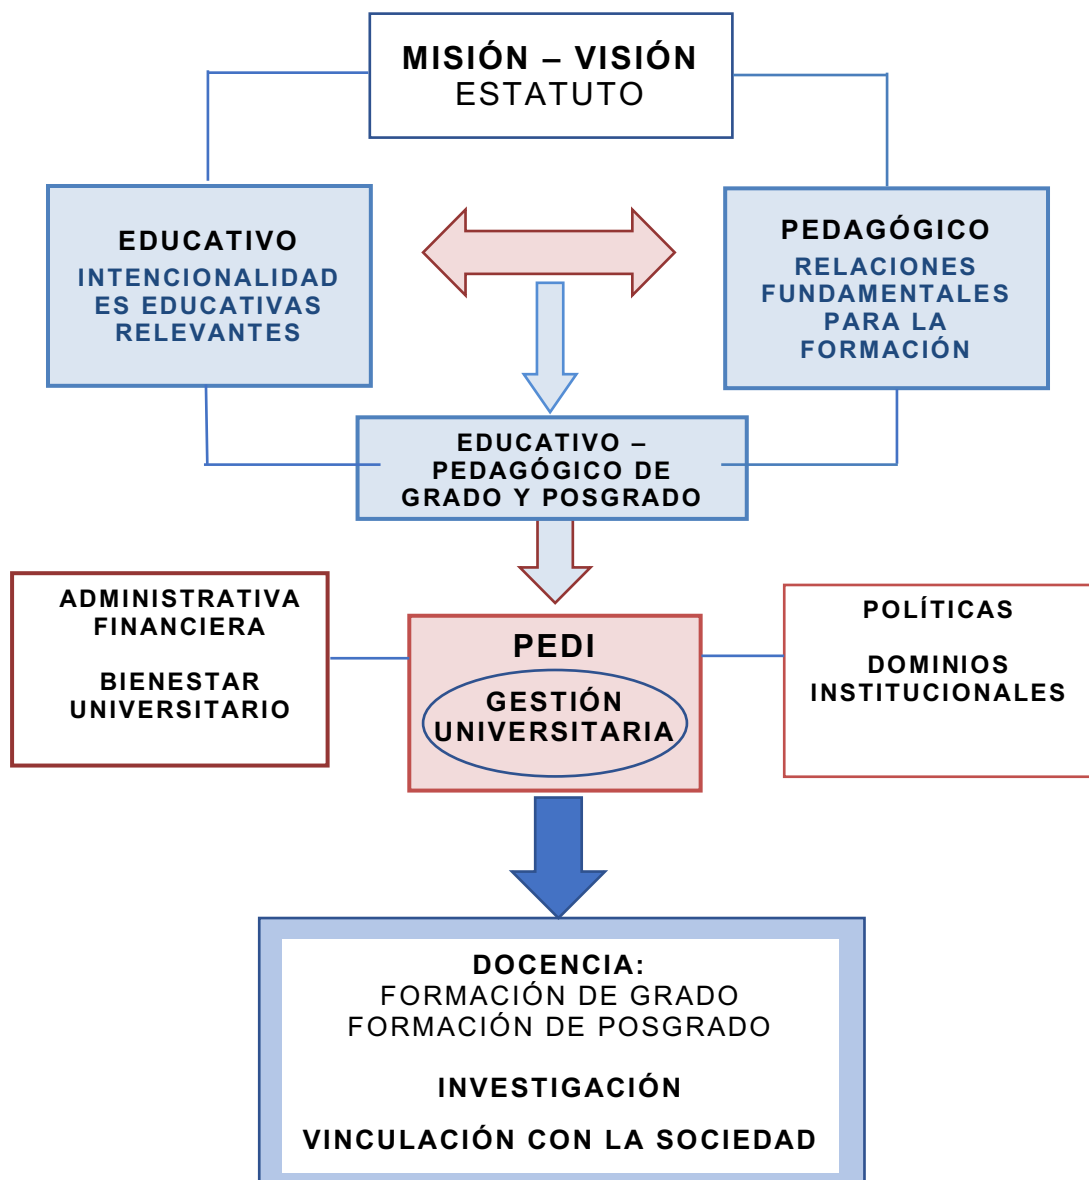 MISIÓN – VISIÓN
ESTATUTO
EDUCATIVO
INTENCIONALIDAD
ES EDUCATIVAS
RELEVANTES
PEDAGÓGICO
RELACIONES
FUNDAMENTALES
PARA LA
FORMACIÓN
EDUCATIVO –
PEDAGÓGICO DE
GRADO Y POSGRADO
ADMINISTRATIVA
FINANCIERA
BIENESTAR
UNIVERSITARIO
PEDI
GESTIÓN
UNIVERSITARIA
POLÍTICAS
DOMINIOS
INSTITUCIONALES
DOCENCIA:
FORMACIÓN DE GRADO
FORMACIÓN DE POSGRADO
INVESTIGACIÓN
VINCULACIÓN CON LA SOCIEDAD